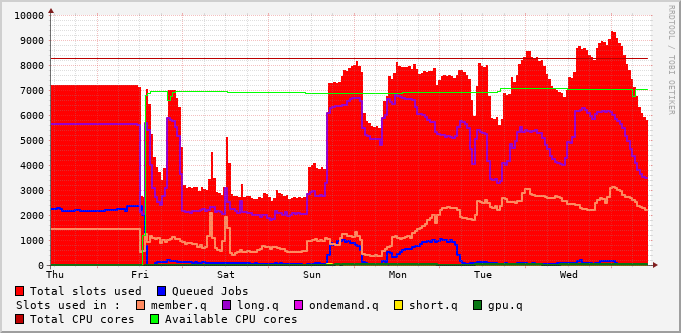 10000
9000
8000
7000
6000
5000
4000
3000
2000
1000
0
Thu Fri Sat Sun Mon Tue Wed
RRDTOOL / TOBI OETIKER
Total slots used Queued Jobs
Slots used in : member.q long.q ondemand.q short.q gpu.q
Total CPU cores Available CPU cores